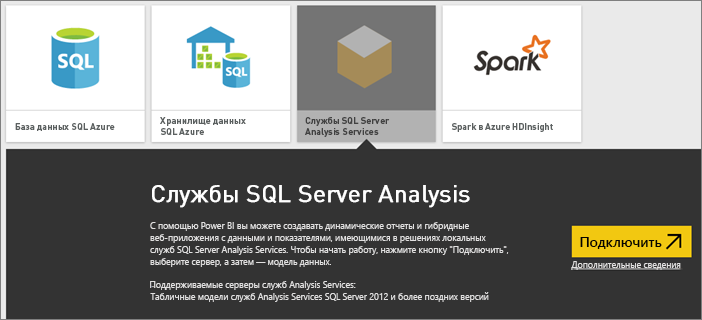 SQL
SQL
Spark
База данных SQL Azure
Хранилище данных
SQL Azure
Службы SQL Server
Analysis Services
Spark в Azure HDInsight
Службы SQL Server Analysis
С помощью Power BI вы можете создавать динамические отчеты и гибридные
веб-приложения с данными и показателями, имеющимися в решениях локальных
служб SQL Server Analysis Services. Чтобы начать работу, нажмите кнопку "Подключить",
выберите сервер, а затем — модель данных.
Поддерживаемые серверы служб Analysis Services:
Табличные модели служб Analysis Services SQL Server 2012 и более поздних версий
Подключить
Дополнительные сведения